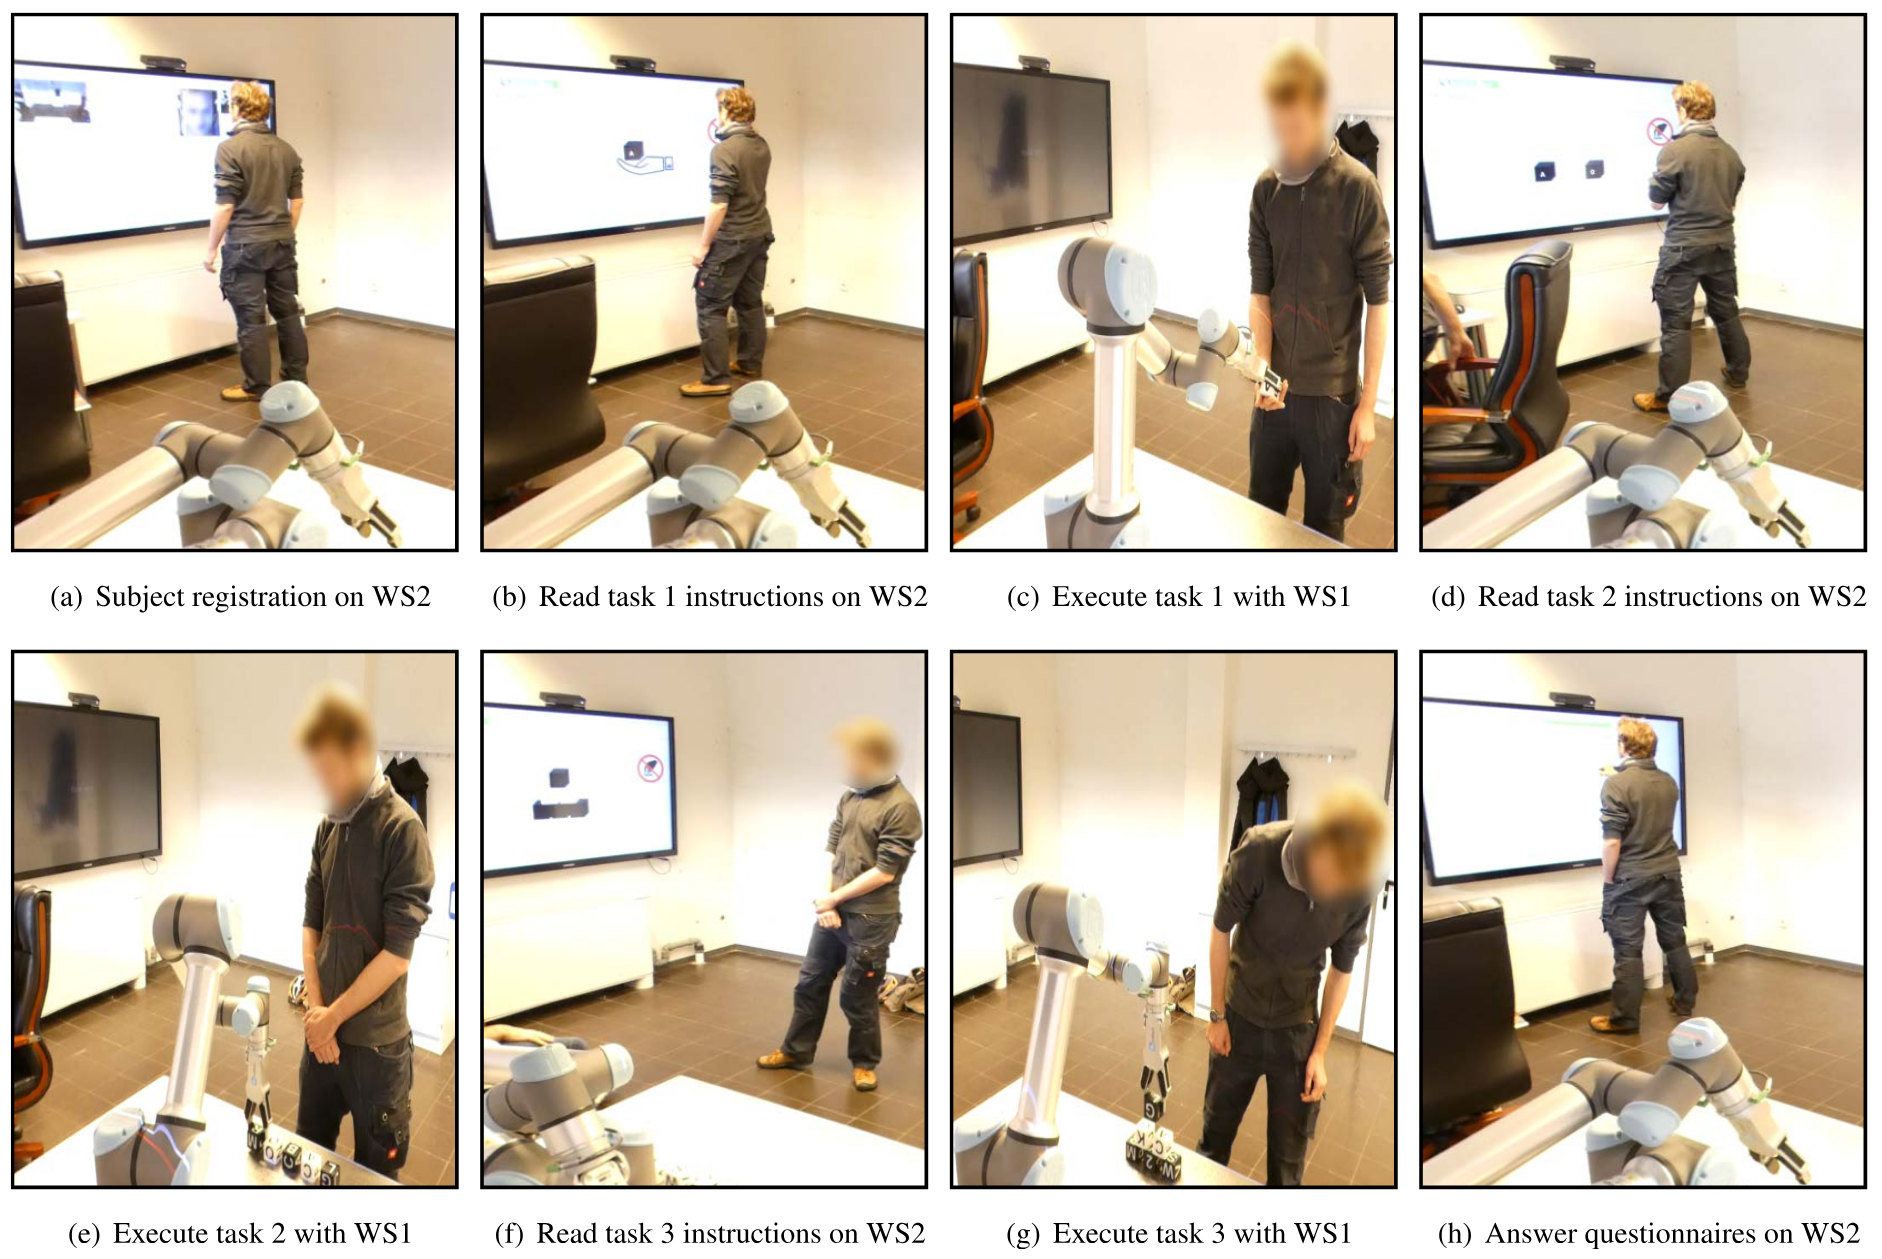 (a) Subject registration on WS2
(b) Read task 1 instructions on WS2
(c) Execute task 1 with WS1
(d) Read task 2 instructions on WS2
(e) Execute task 2 with WS1
(f) Read task 3 instructions on WS2
(g) Execute task 3 with WS1
(h) Answer questionnaires on WS2